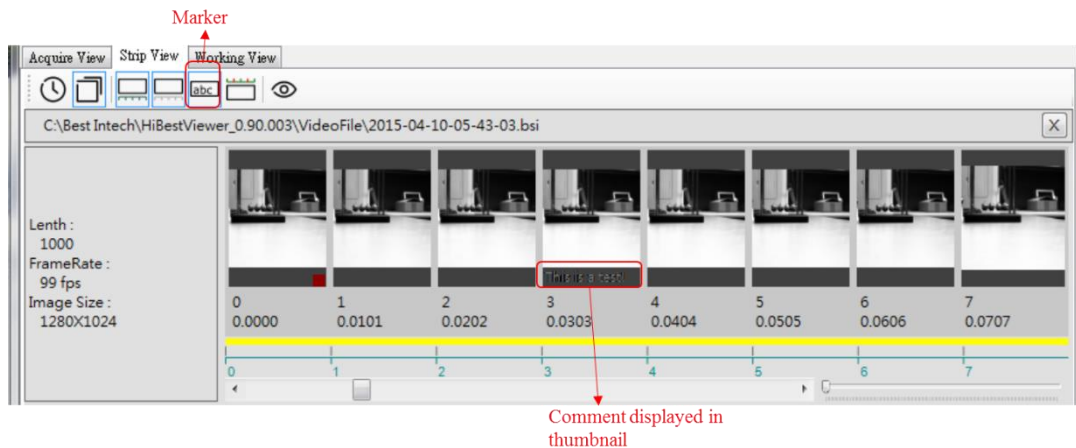 Marker
Acquire View Strip View Working View
abc
C:\Best Intech\HiBestViewer_0.90.003\VideoFile\2015-04-10-05-43-03.bsi X
Lenth :
1000
FrameRate :
99 fps
Image Size :
1280X1024
This is a test!
0 1 2 3 4 5 6 7
0.0000 0.0101 0.0202 0.0303 0.0404 0.0505 0.0606 0.0707
0 1 2 3 4 5 6 7
Comment displayed in
thumbnail